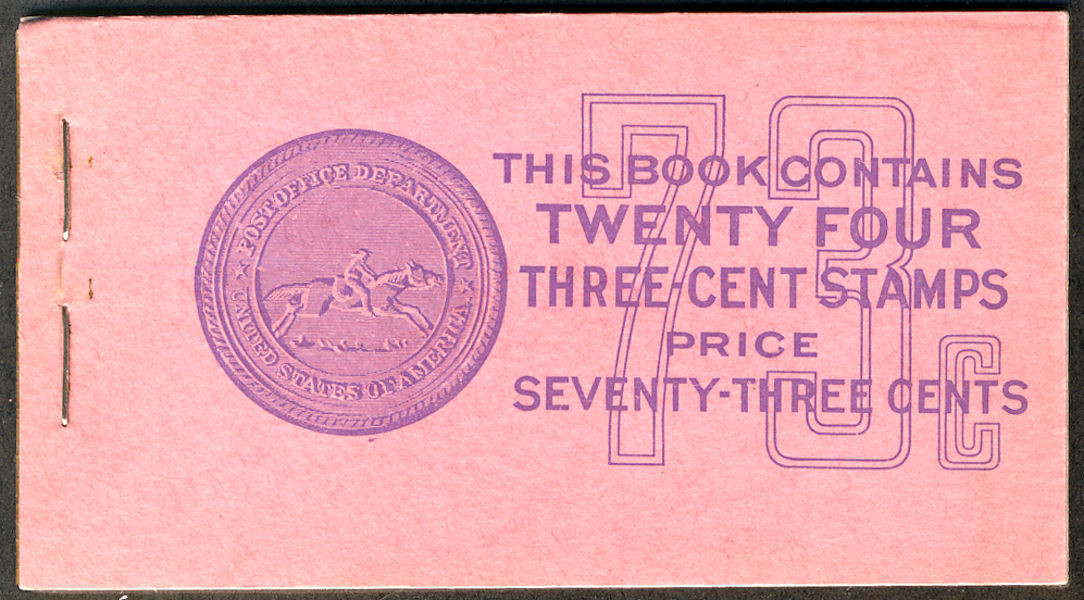 POST OFFICE DEPARTMENT
UNITED STATES OF AMERICA
73c
THIS BOOK CONTAINS
TWENTY FOUR
THREE-CENT STAMPS
PRICE
SEVENTY-THREE CENTS